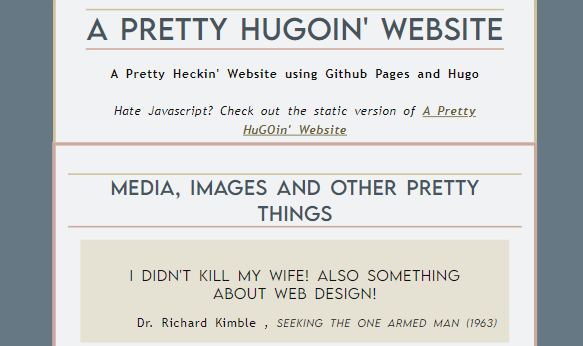 A PRETTY HUGOIN' WEBSITE
A Pretty Heckin' Website using Github Pages and Hugo
Hate Javascript? Check out the static version of A Pretty
HuGOin' Website
MEDIA, IMAGES AND OTHER PRETTY
THINGS
I DIDN'T KILL MY WIFE! ALSO SOMETHING
ABOUT WEB DESIGN!
Dr. Richard Kimble , SEEKING THE ONE ARMED MAN (1963)